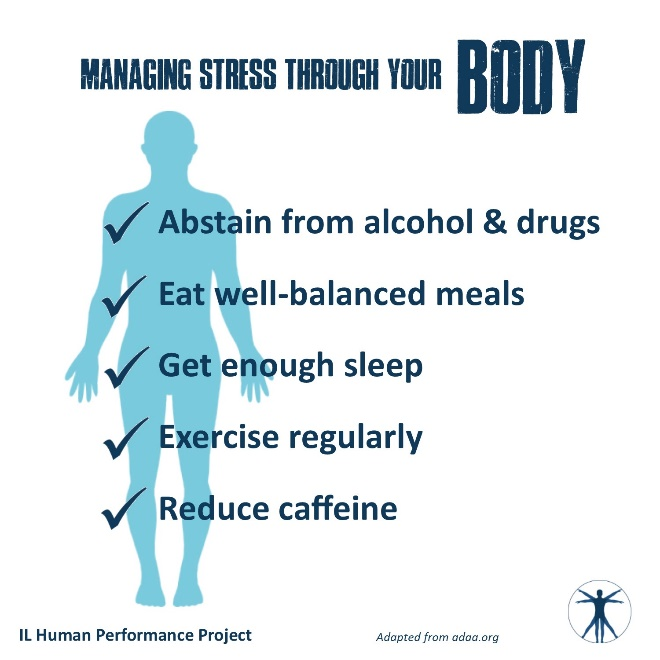 MANAGING STRESS THROUGH YOUR BODY
Abstain from alcohol & drugs
Eat well-balanced meals
Get enough sleep
Exercise regularly
Reduce caffeine
IL Human Performance Project
Adapted from adaa.org